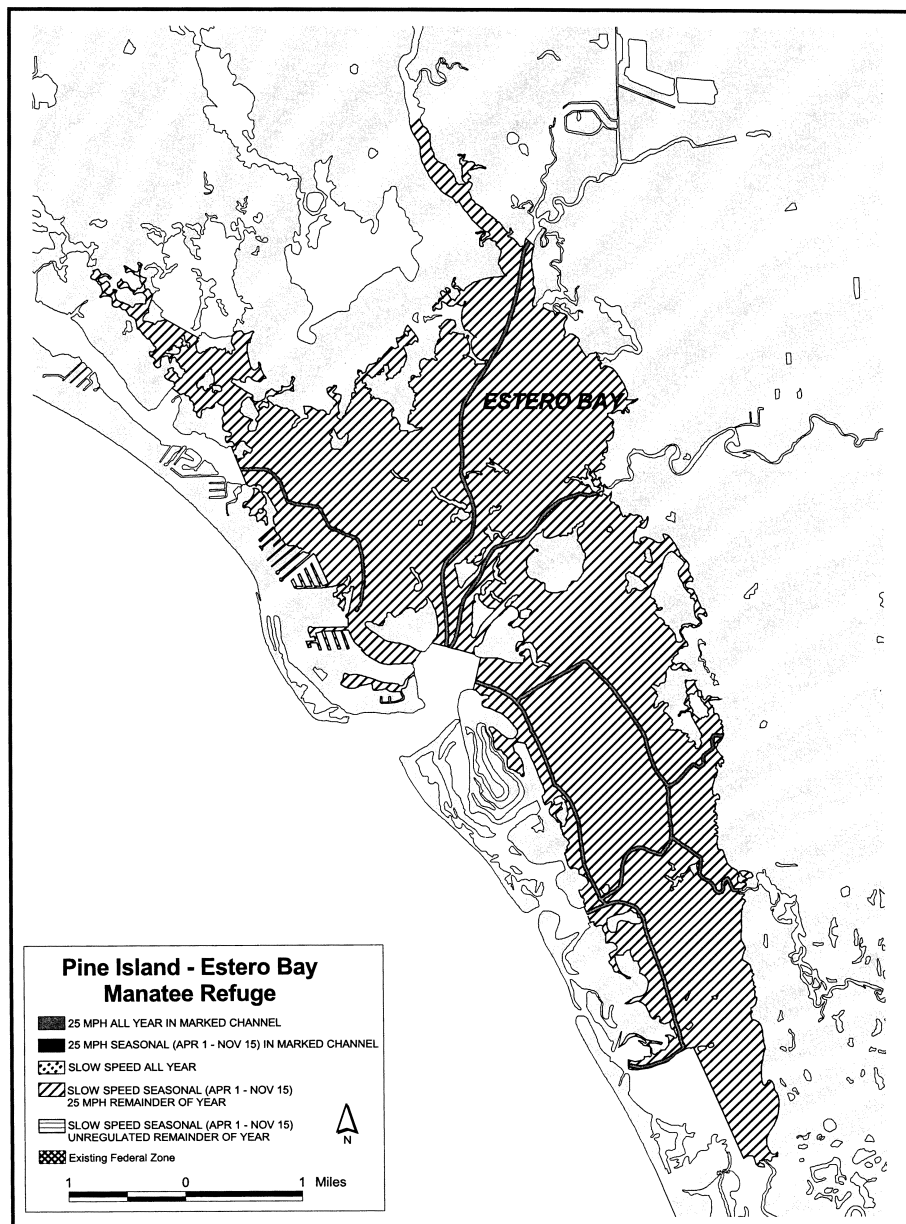 ESTERO BAY
Pine Island - Estero Bay
Manatee Refuge
25 MPH ALL YEAR IN MARKED CHANNEL
25 MPH SEASONAL (APR 1 - NOV 15) IN MARKED CHANNEL
SLOW SPEED ALL YEAR
SLOW SPEED SEASONAL (APR 1 - NOV 15)
25 MPH REMAINDER OF YEAR
SLOW SPEED SEASONAL (APR 1 - NOV 15)
UNREGULATED REMAINDER OF YEAR
N
Existing Federal Zone
1 0 1 Miles